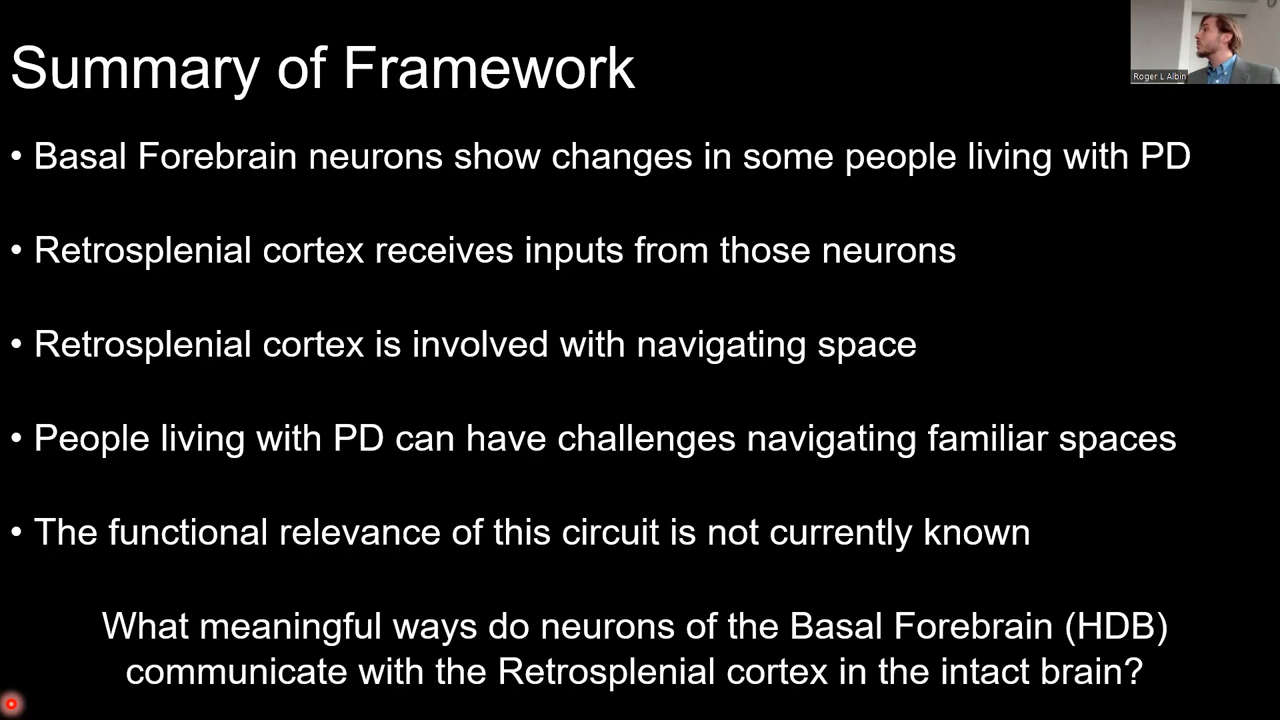 Summary of Framework
Roger L Albin
• Basal Forebrain neurons show changes in some people living with PD
• Retrosplenial cortex receives inputs from those neurons
• Retrosplenial cortex is involved with navigating space
• People living with PD can have challenges navigating familiar spaces
• The functional relevance of this circuit is not currently known
What meaningful ways do neurons of the Basal Forebrain (HDB)
communicate with the Retrosplenial cortex in the intact brain?